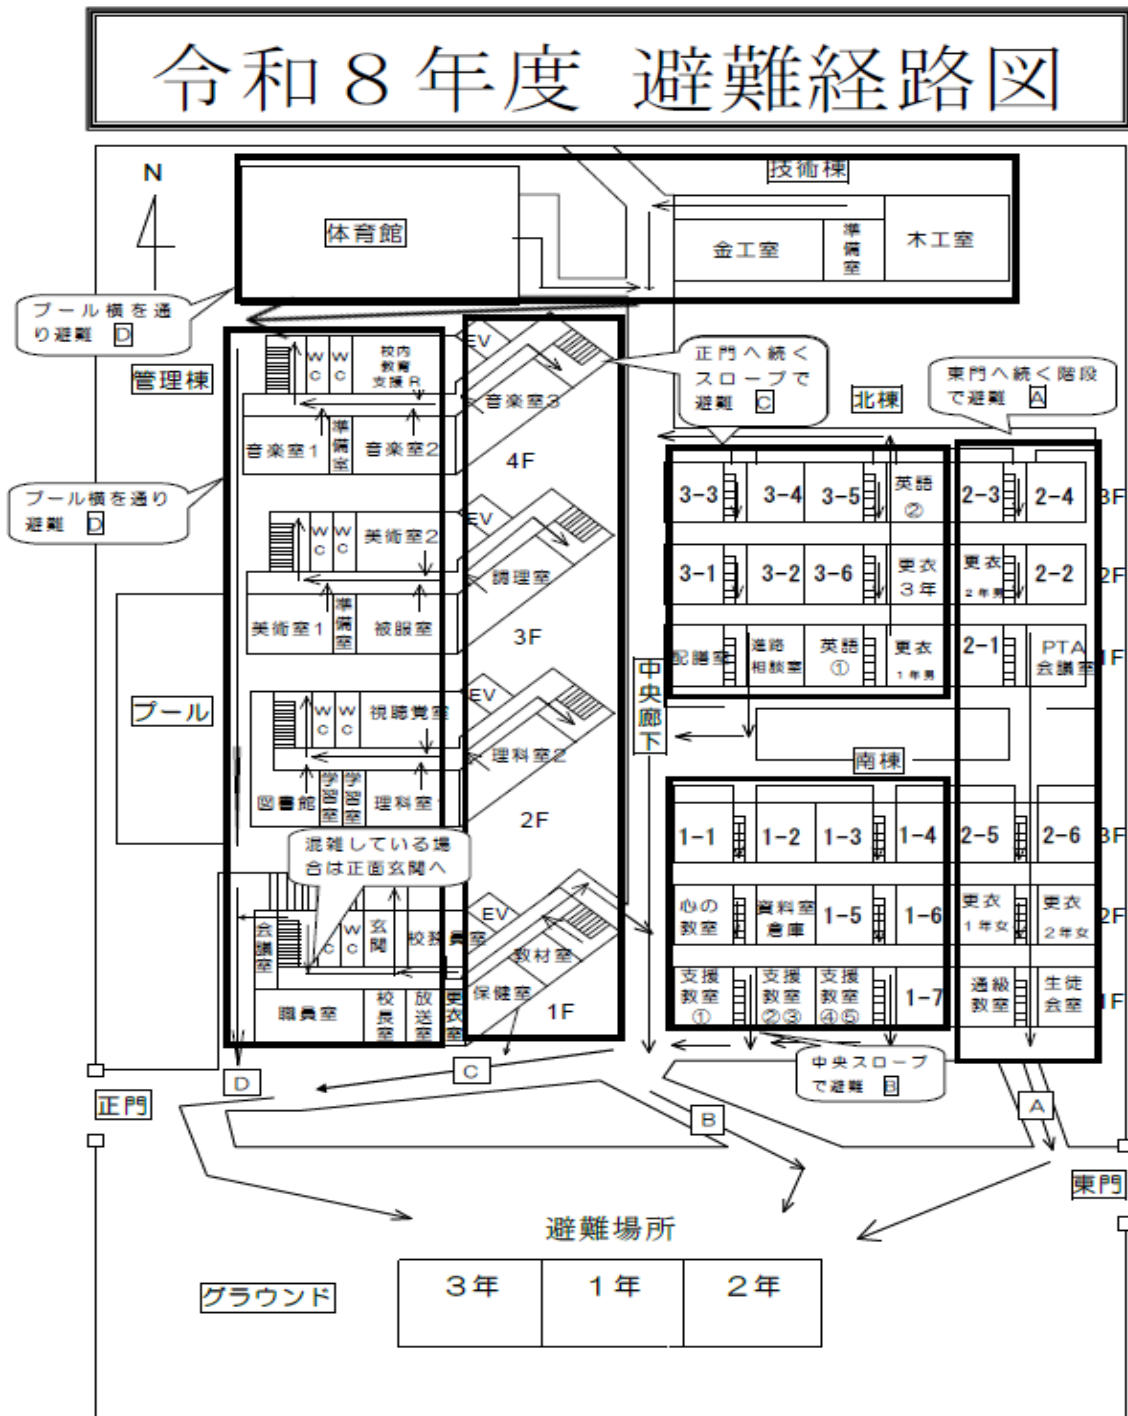 令和８年度 避難経路図
N
技術棟
体育館
金工室
準備室
木工室
プール横を通
り避難 D
管理棟
WC
WC
校内
教育
支援R
EV
音楽室3
音楽室1
準備室
音楽室2
4F
正門へ続く
スロープで
避難 C
北棟
東門へ続く階段
で避難 A
プール横を通り
避難 D
WC
WC
美術室2
EV
調理室
美術室1
準備室
被服室
3F
3-3
3-4
3-5
英語
②
2-3
2-4
3F
3-1
3-2
3-6
更衣
3年
更衣
2年男
2-2
2F
配膳室
進路
相談室
英語
①
更衣
1年男
2-1
PTA
会議室
1F
プール
WC
WC
視聴覚室
EV
理科室2
図書館
学習室
学習室
理科室
2F
中央廊下
南棟
混雑している場
合は正面玄関へ
1-1
1-2
1-3
1-4
2-5
2-6
3F
心の
教室
資料室
倉庫
1-5
1-6
更衣
1年女
更衣
2年女
2F
支援
教室
①
支援
教室
②③
支援
教室
④⑤
1-7
通級
教室
生徒
会室
1F
会議室
C
WC
玄関
校務員室
EV
教材室
保健室
1F
職員室
校長室
放送室
更衣室
中央スロープ
で避難 B
D
C
B
A
正門
東門
避難場所
グラウンド
３年
１年
２年